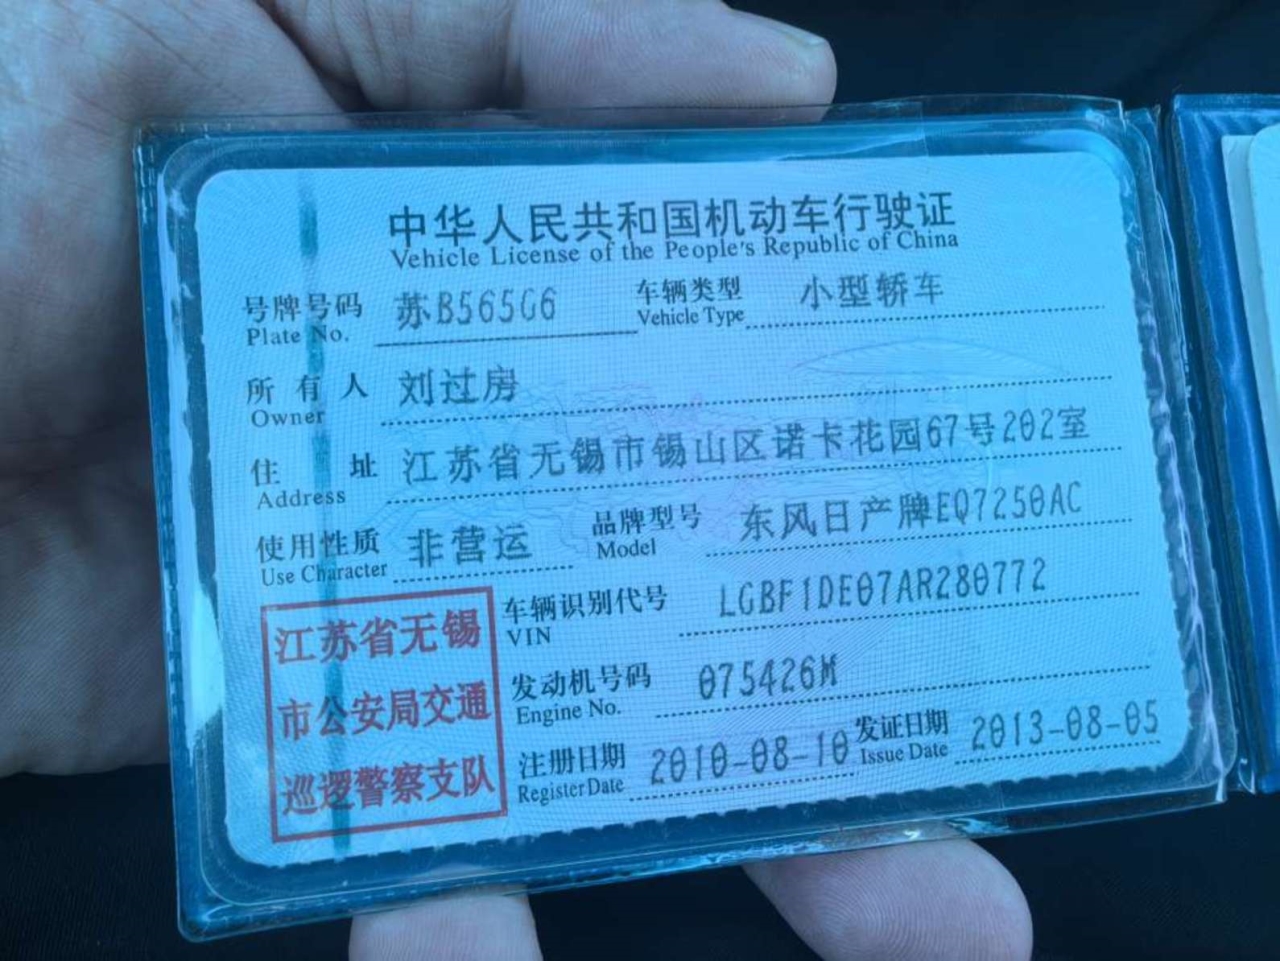 中华人民共和国机动车行驶证
Vehicle License of the People's Republic of China
号牌号码 苏B565G6 车辆类型 小型轿车
Plate No. Vehicle Type
所有人 刘过房
Owner
住址 江苏省无锡市锡山区诺卡花园67号202室
Address
使用性质 非营运 品牌型号 东风日产牌EQ7250AC
Use Character Model
车辆识别代号 LGBF1DE07AR280772
VIN
发动机号码 075426M
Engine No.
注册日期 2010-08-10 发证日期 2013-08-05
Register Date Issue Date
江苏省无锡
市公安局交通
巡逻警察支队